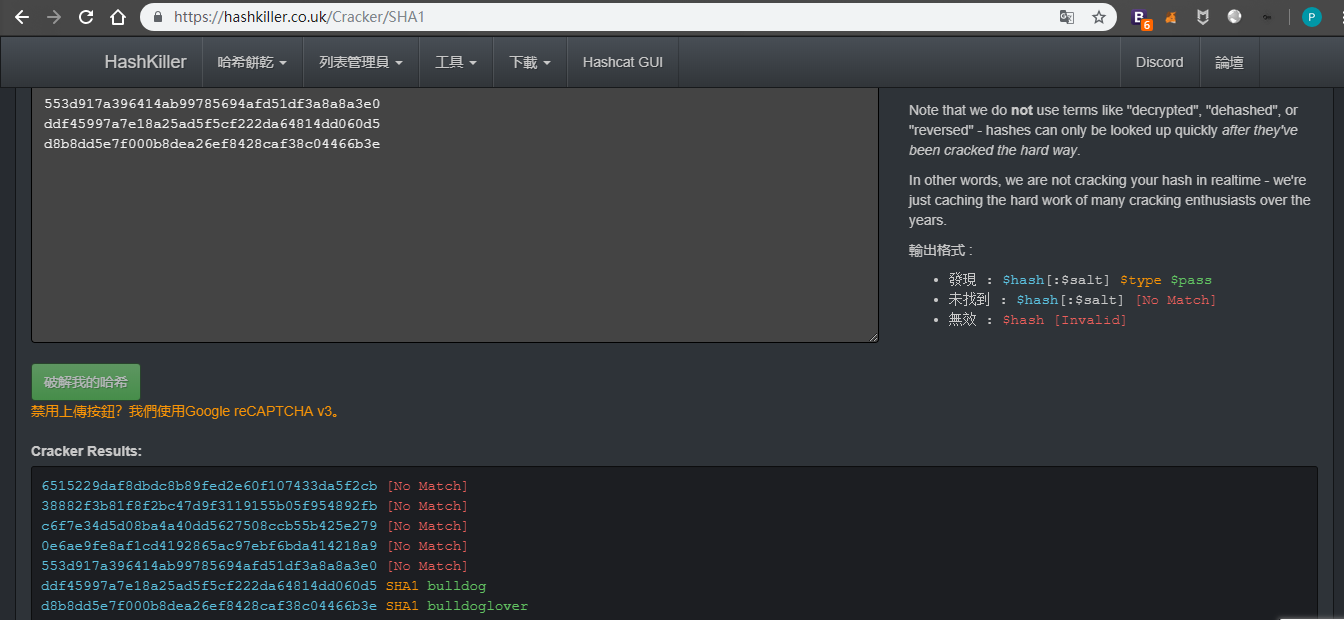 https://hashkiller.co.uk/Cracker/SHA1
B 6
P
HashKiller 哈希餅乾 列表管理員 工具 下載 Hashcat GUI Discord 論壇
553d917a396414ab99785694afd51df3a8a8a3e0
ddf45997a7e18a25ad5f5cf222da64814dd060d5
d8b8dd5e7f000b8dea26ef8428caf38c04466b3e
Note that we do not use terms like "decrypted", "dehashed", or
"reversed" - hashes can only be looked up quickly after they've
been cracked the hard way.
In other words, we are not cracking your hash in realtime - we're
just caching the hard work of many cracking enthusiasts over the
years.
輸出格式 :
• 發現 : $hash[:$salt] $type $pass
• 未找到 : $hash[:$salt] [No Match]
• 無效 : $hash [Invalid]
破解我的哈希
禁用上傳按鈕？我們使用Google reCAPTCHA v3。
Cracker Results:
6515229daf8dbdc8b89fed2e60f107433da5f2cb [No Match]
38882f3b81f8f2bc47d9f3119155b05f954892fb [No Match]
c6f7e34d5d08ba4a40dd5627508ccb55b425e279 [No Match]
0e6ae9fe8af1cd4192865ac97ebf6bda414218a9 [No Match]
553d917a396414ab99785694afd51df3a8a8a3e0 [No Match]
ddf45997a7e18a25ad5f5cf222da64814dd060d5 SHA1 bulldog
d8b8dd5e7f000b8dea26ef8428caf38c04466b3e SHA1 bulldoglover